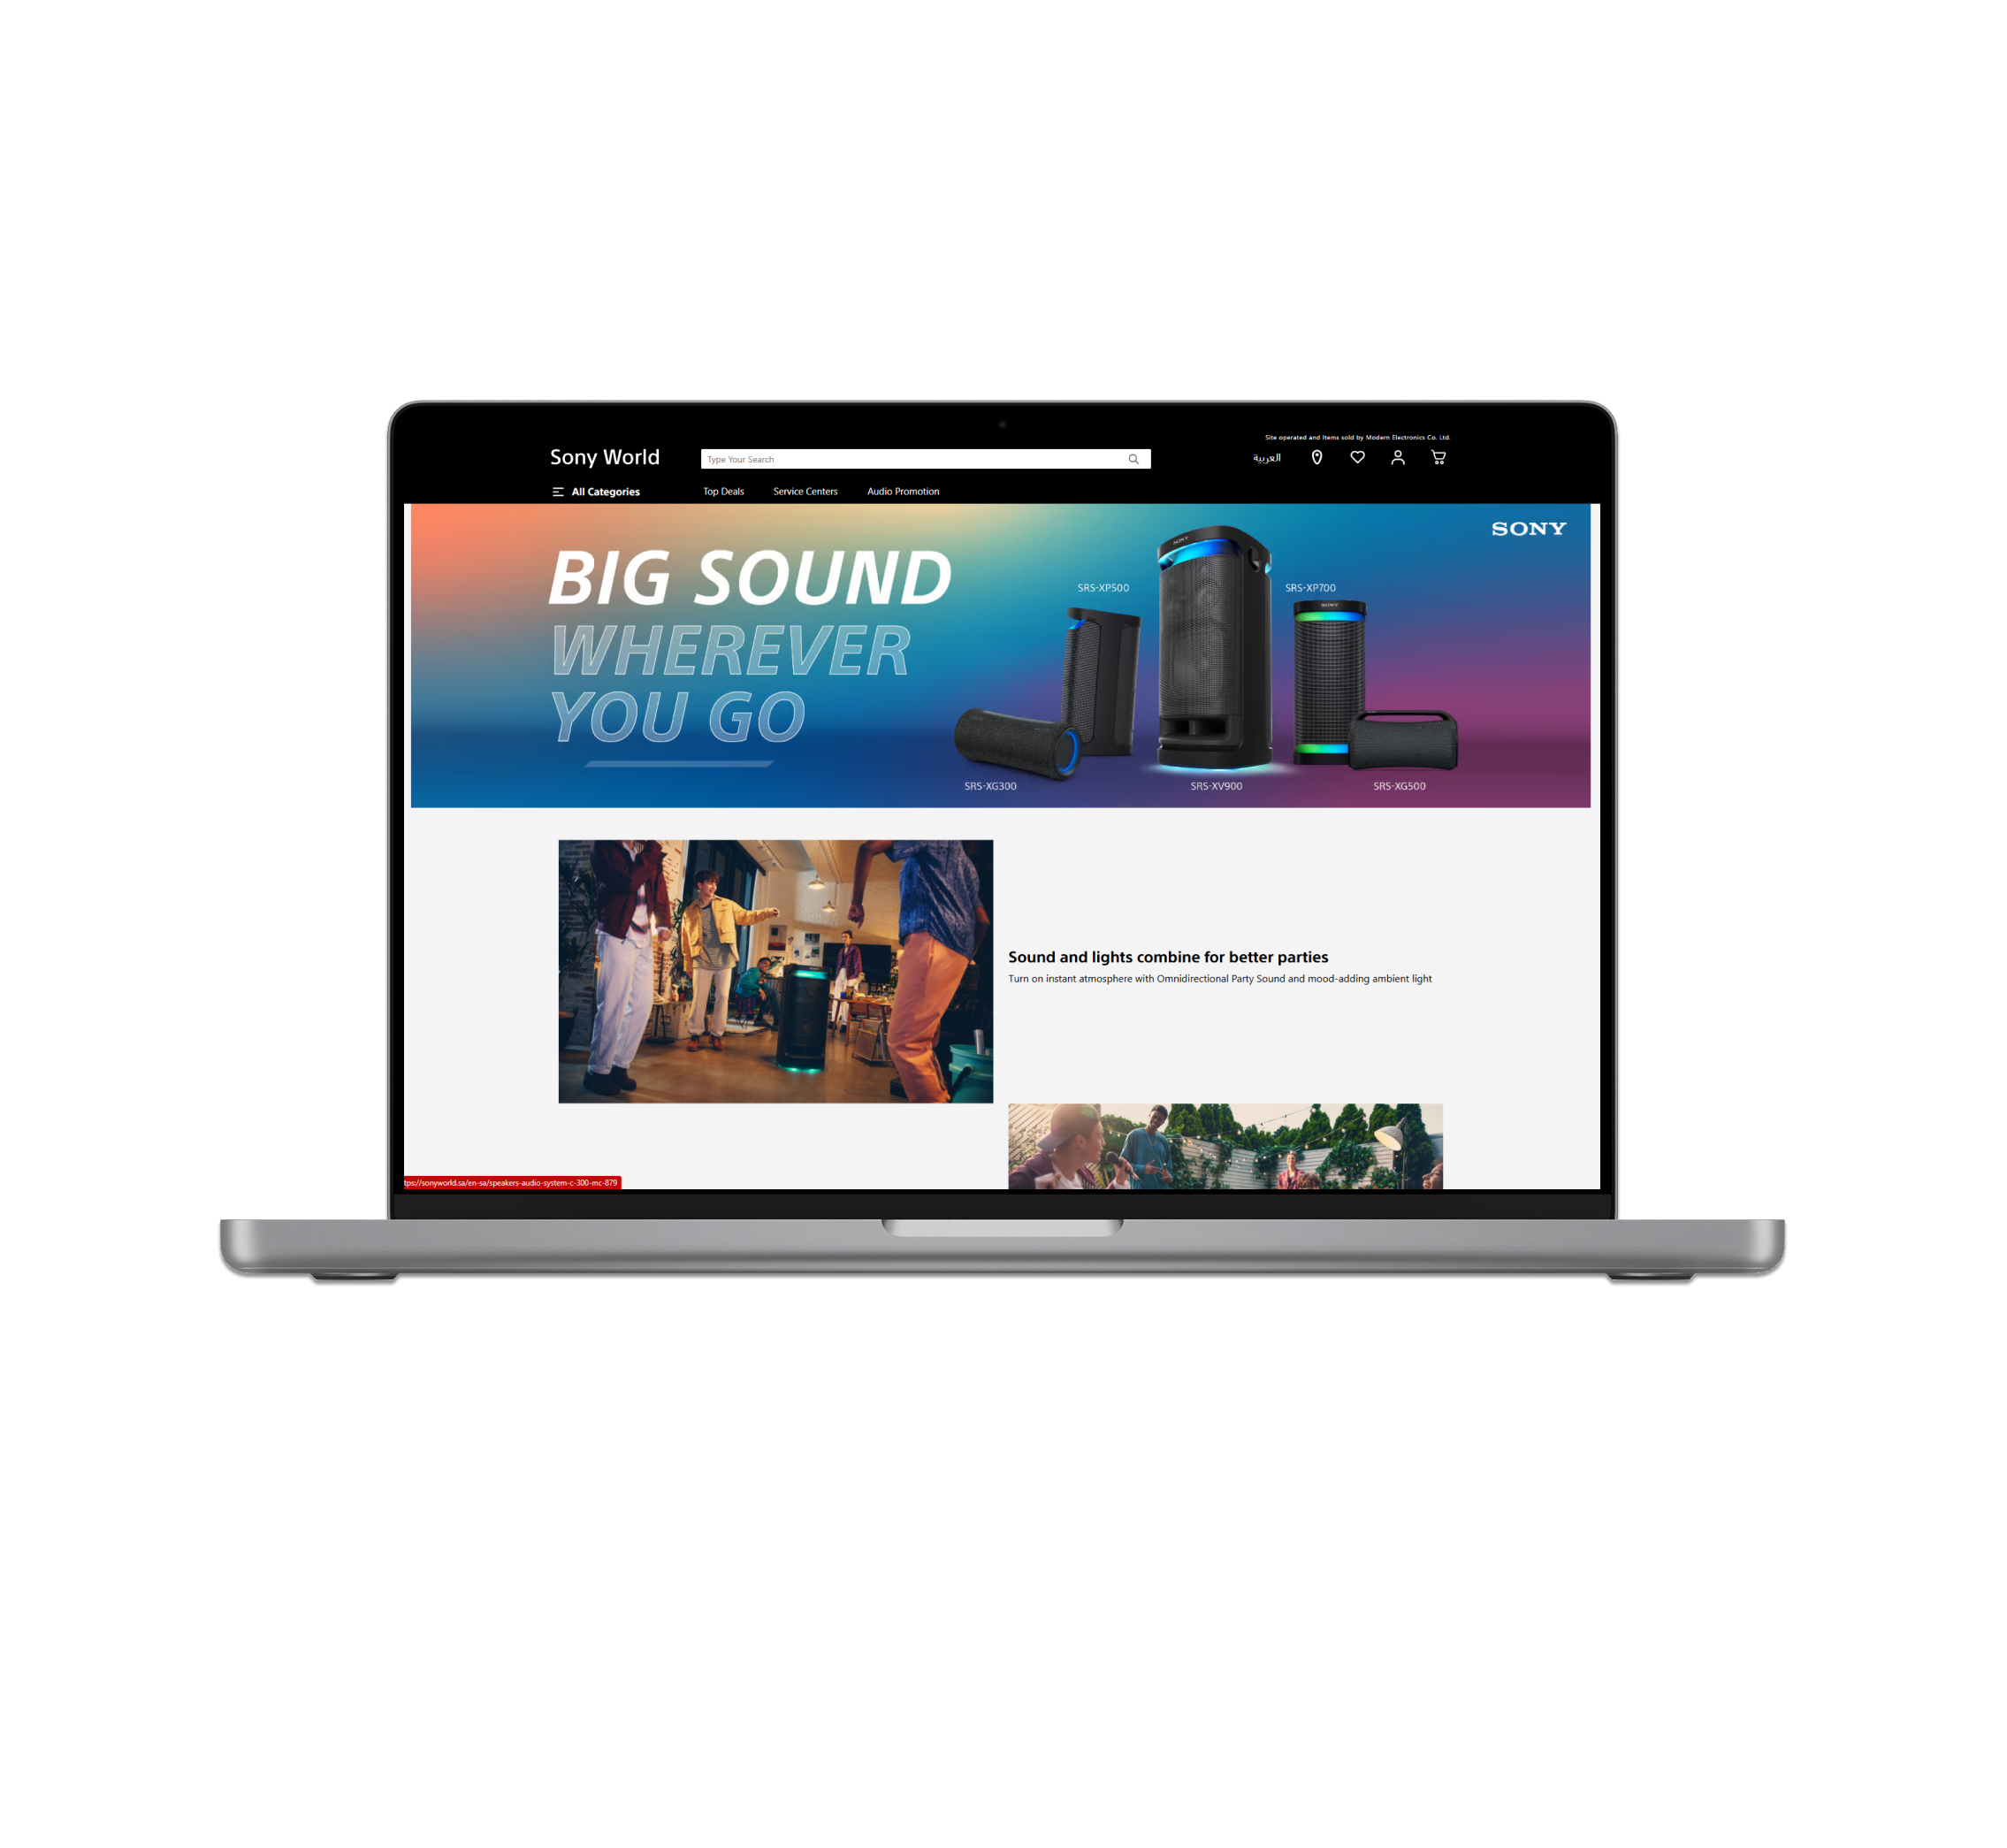 Site operated and Items sold by Modern Electronics Co. Ltd.
Sony World
Type Your Search
العربية
All Categories
Top Deals
Service Centers
Audio Promotion
SONY
BIG SOUND
WHEREVER
YOU GO
SRS-XP500
SRS-XP700
SONY
SONY
SRS-XG300
SRS-XV900
SRS-XG500
Sound and lights combine for better parties
Turn on instant atmosphere with Omnidirectional Party Sound and mood-adding ambient light
tps://sonyworld.sa/en-sa/speakers-audio-system-c-300-mc-879